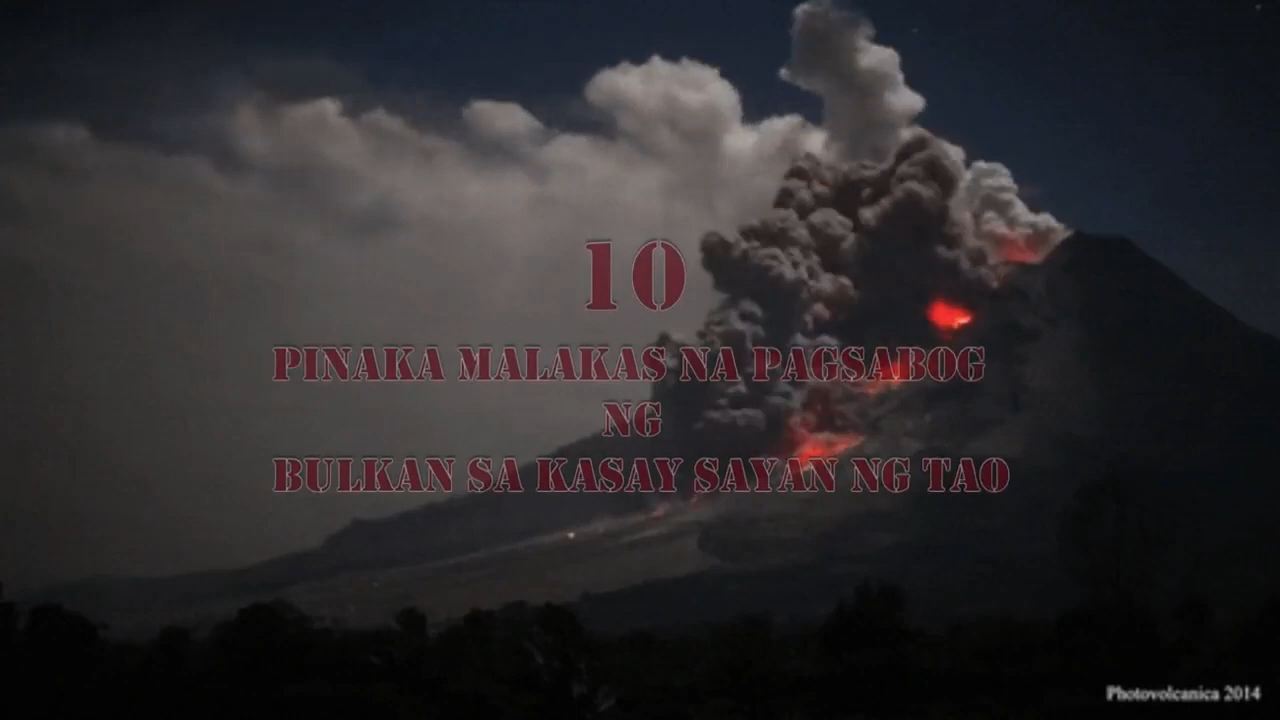 10
PINAKA MALAKAS NA PAGSABOG
NG
BULKAN SA KASAY SAYAN NG TAO
Photovolcanica 2014